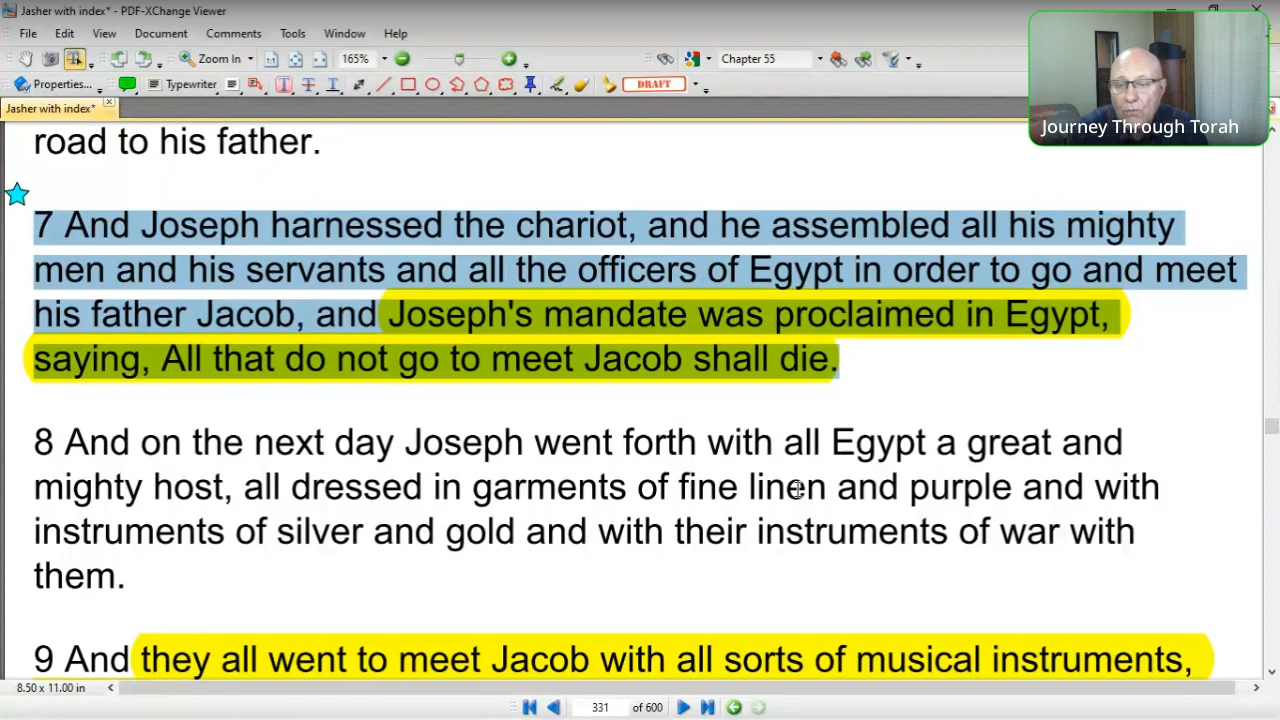 Jasher with index* - PDF-XChange Viewer
File Edit View Document Comments Tools Window Help
Zoom In 165% Chapter 55
Properties... Typewriter DRAFT
Jasher with index*
Journey Through Torah
road to his father.
7 And Joseph harnessed the chariot, and he assembled all his mighty
men and his servants and all the officers of Egypt in order to go and meet
his father Jacob, and Joseph's mandate was proclaimed in Egypt,
saying, All that do not go to meet Jacob shall die.
8 And on the next day Joseph went forth with all Egypt a great and
mighty host, all dressed in garments of fine linen and purple and with
instruments of silver and gold and with their instruments of war with
them.
9 And they all went to meet Jacob with all sorts of musical instruments,
8.50 x 11.00 in
331 of 600